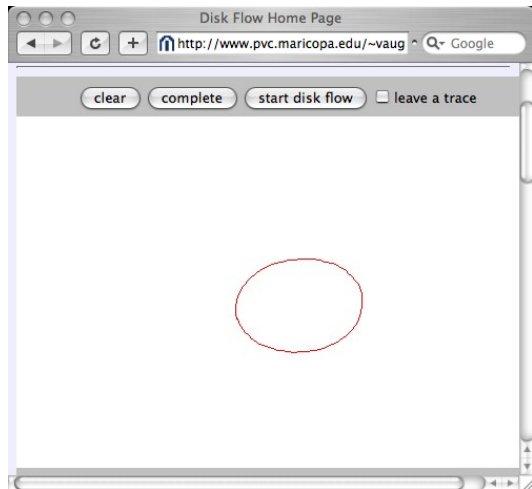 Disk Flow Home Page
http://www.pvc.maricopa.edu/~vaug Google
clear complete start disk flow leave a trace